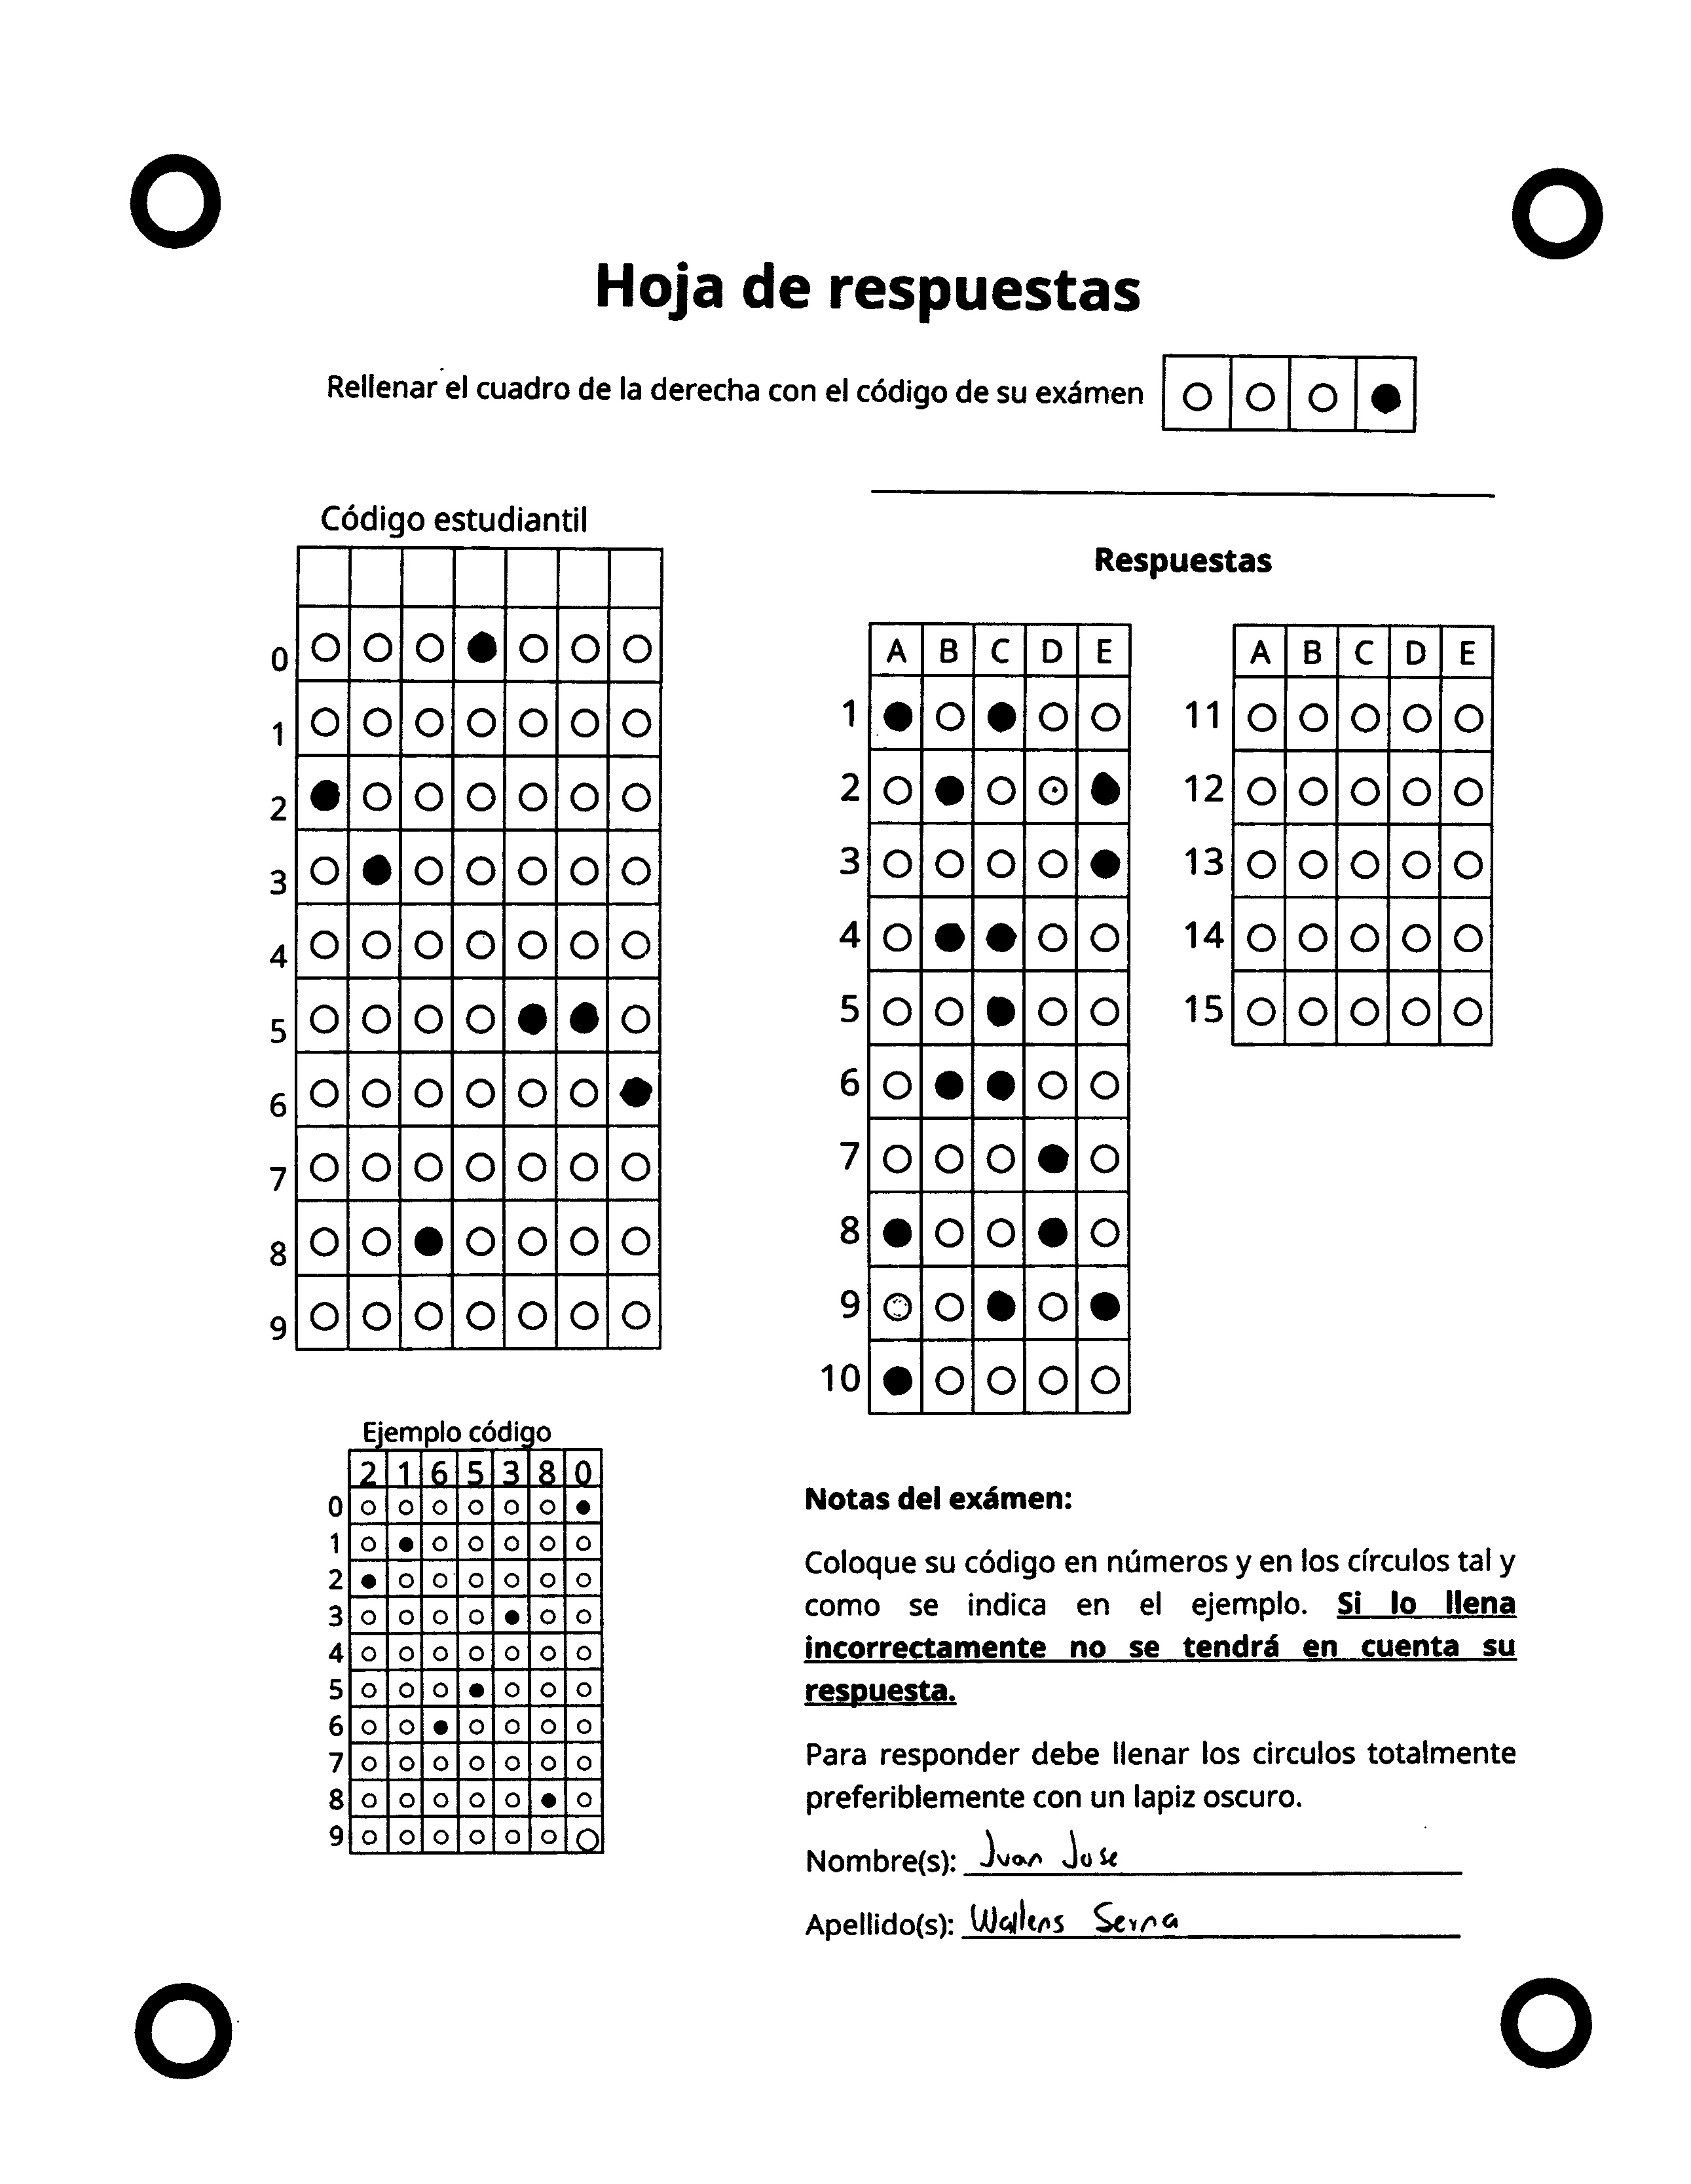 Hoja de respuestas
Rellenar el cuadro de la derecha con el código de su exámen
Código estudiantil
0
1
2
3
4
5
6
7
8
9
Respuestas
A B C D E
1
2
3
4
5
6
7
8
9
10
A B C D E
11
12
13
14
15
Ejemplo código
2 1 6 5 3 8 0
0
1
2
3
4
5
6
7
8
9
Notas del exámen:
Coloque su código en números y en los círculos tal y
como se indica en el ejemplo. Si lo llena
incorrectamente no se tendrá en cuenta su
respuesta.
Para responder debe llenar los circulos totalmente
preferiblemente con un lapiz oscuro.
Nombre(s): Juan Jose
Apellido(s): Wallens Serna